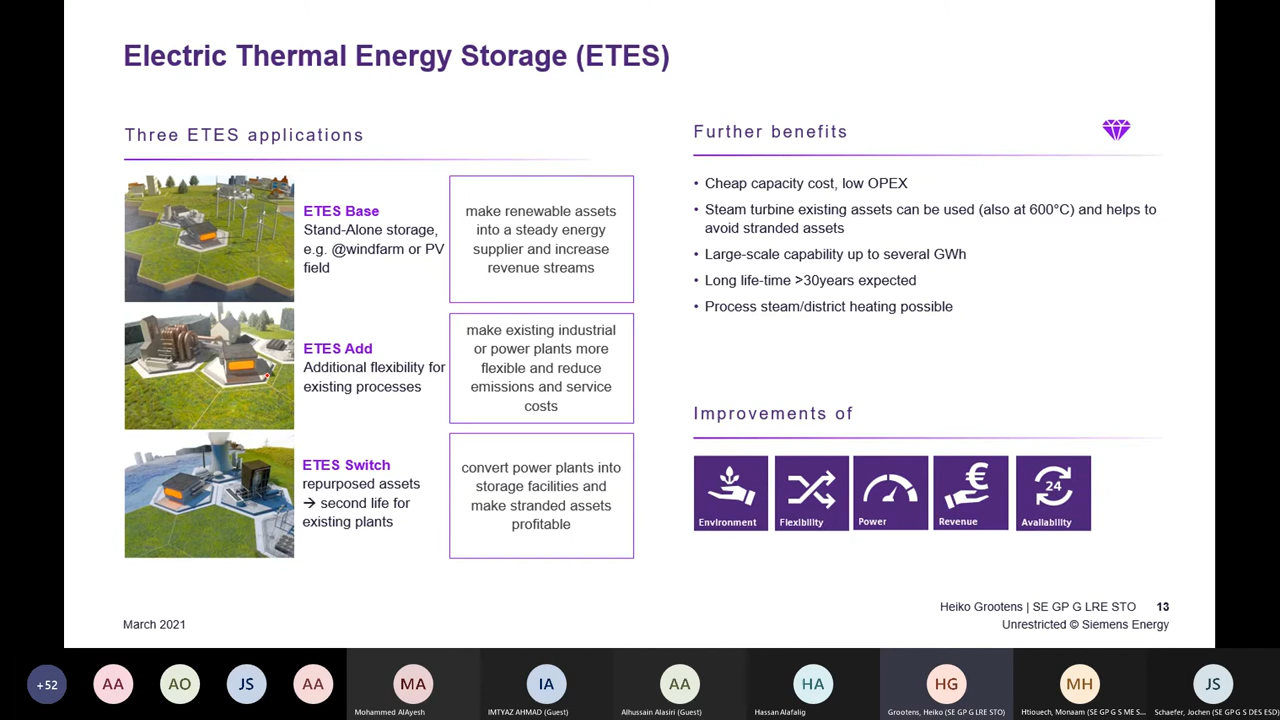 Electric Thermal Energy Storage (ETES)
Three ETES applications
ETES Base
Stand-Alone storage,
e.g. @windfarm or PV
field
make renewable assets
into a steady energy
supplier and increase
revenue streams
ETES Add
Additional flexibility for
existing processes
make existing industrial
or power plants more
flexible and reduce
emissions and service
costs
ETES Switch
repurposed assets
→ second life for
existing plants
convert power plants into
storage facilities and
make stranded assets
profitable
Further benefits
• Cheap capacity cost, low OPEX
• Steam turbine existing assets can be used (also at 600°C) and helps to
avoid stranded assets
• Large-scale capability up to several GWh
• Long life-time >30years expected
• Process steam/district heating possible
Improvements of
Environment
Flexibility
Power
€
Revenue
24
Availability
March 2021
Heiko Grootens | SE GP G LRE STO 13
Unrestricted © Siemens Energy
+52
AA
AO
JS
AA
MA
Mohammed AlAyesh
IA
IMTYAZ AHMAD (Guest)
AA
Alhussain Alasiri (Guest)
HA
Hassan Alafalig
HG
Grootens, Heiko (SE GP G LRE STO)
MH
Htiouech, Monaam (SE GP G S ME S...
JS
Schaefer, Jochen (SE GP G S DES ESD)